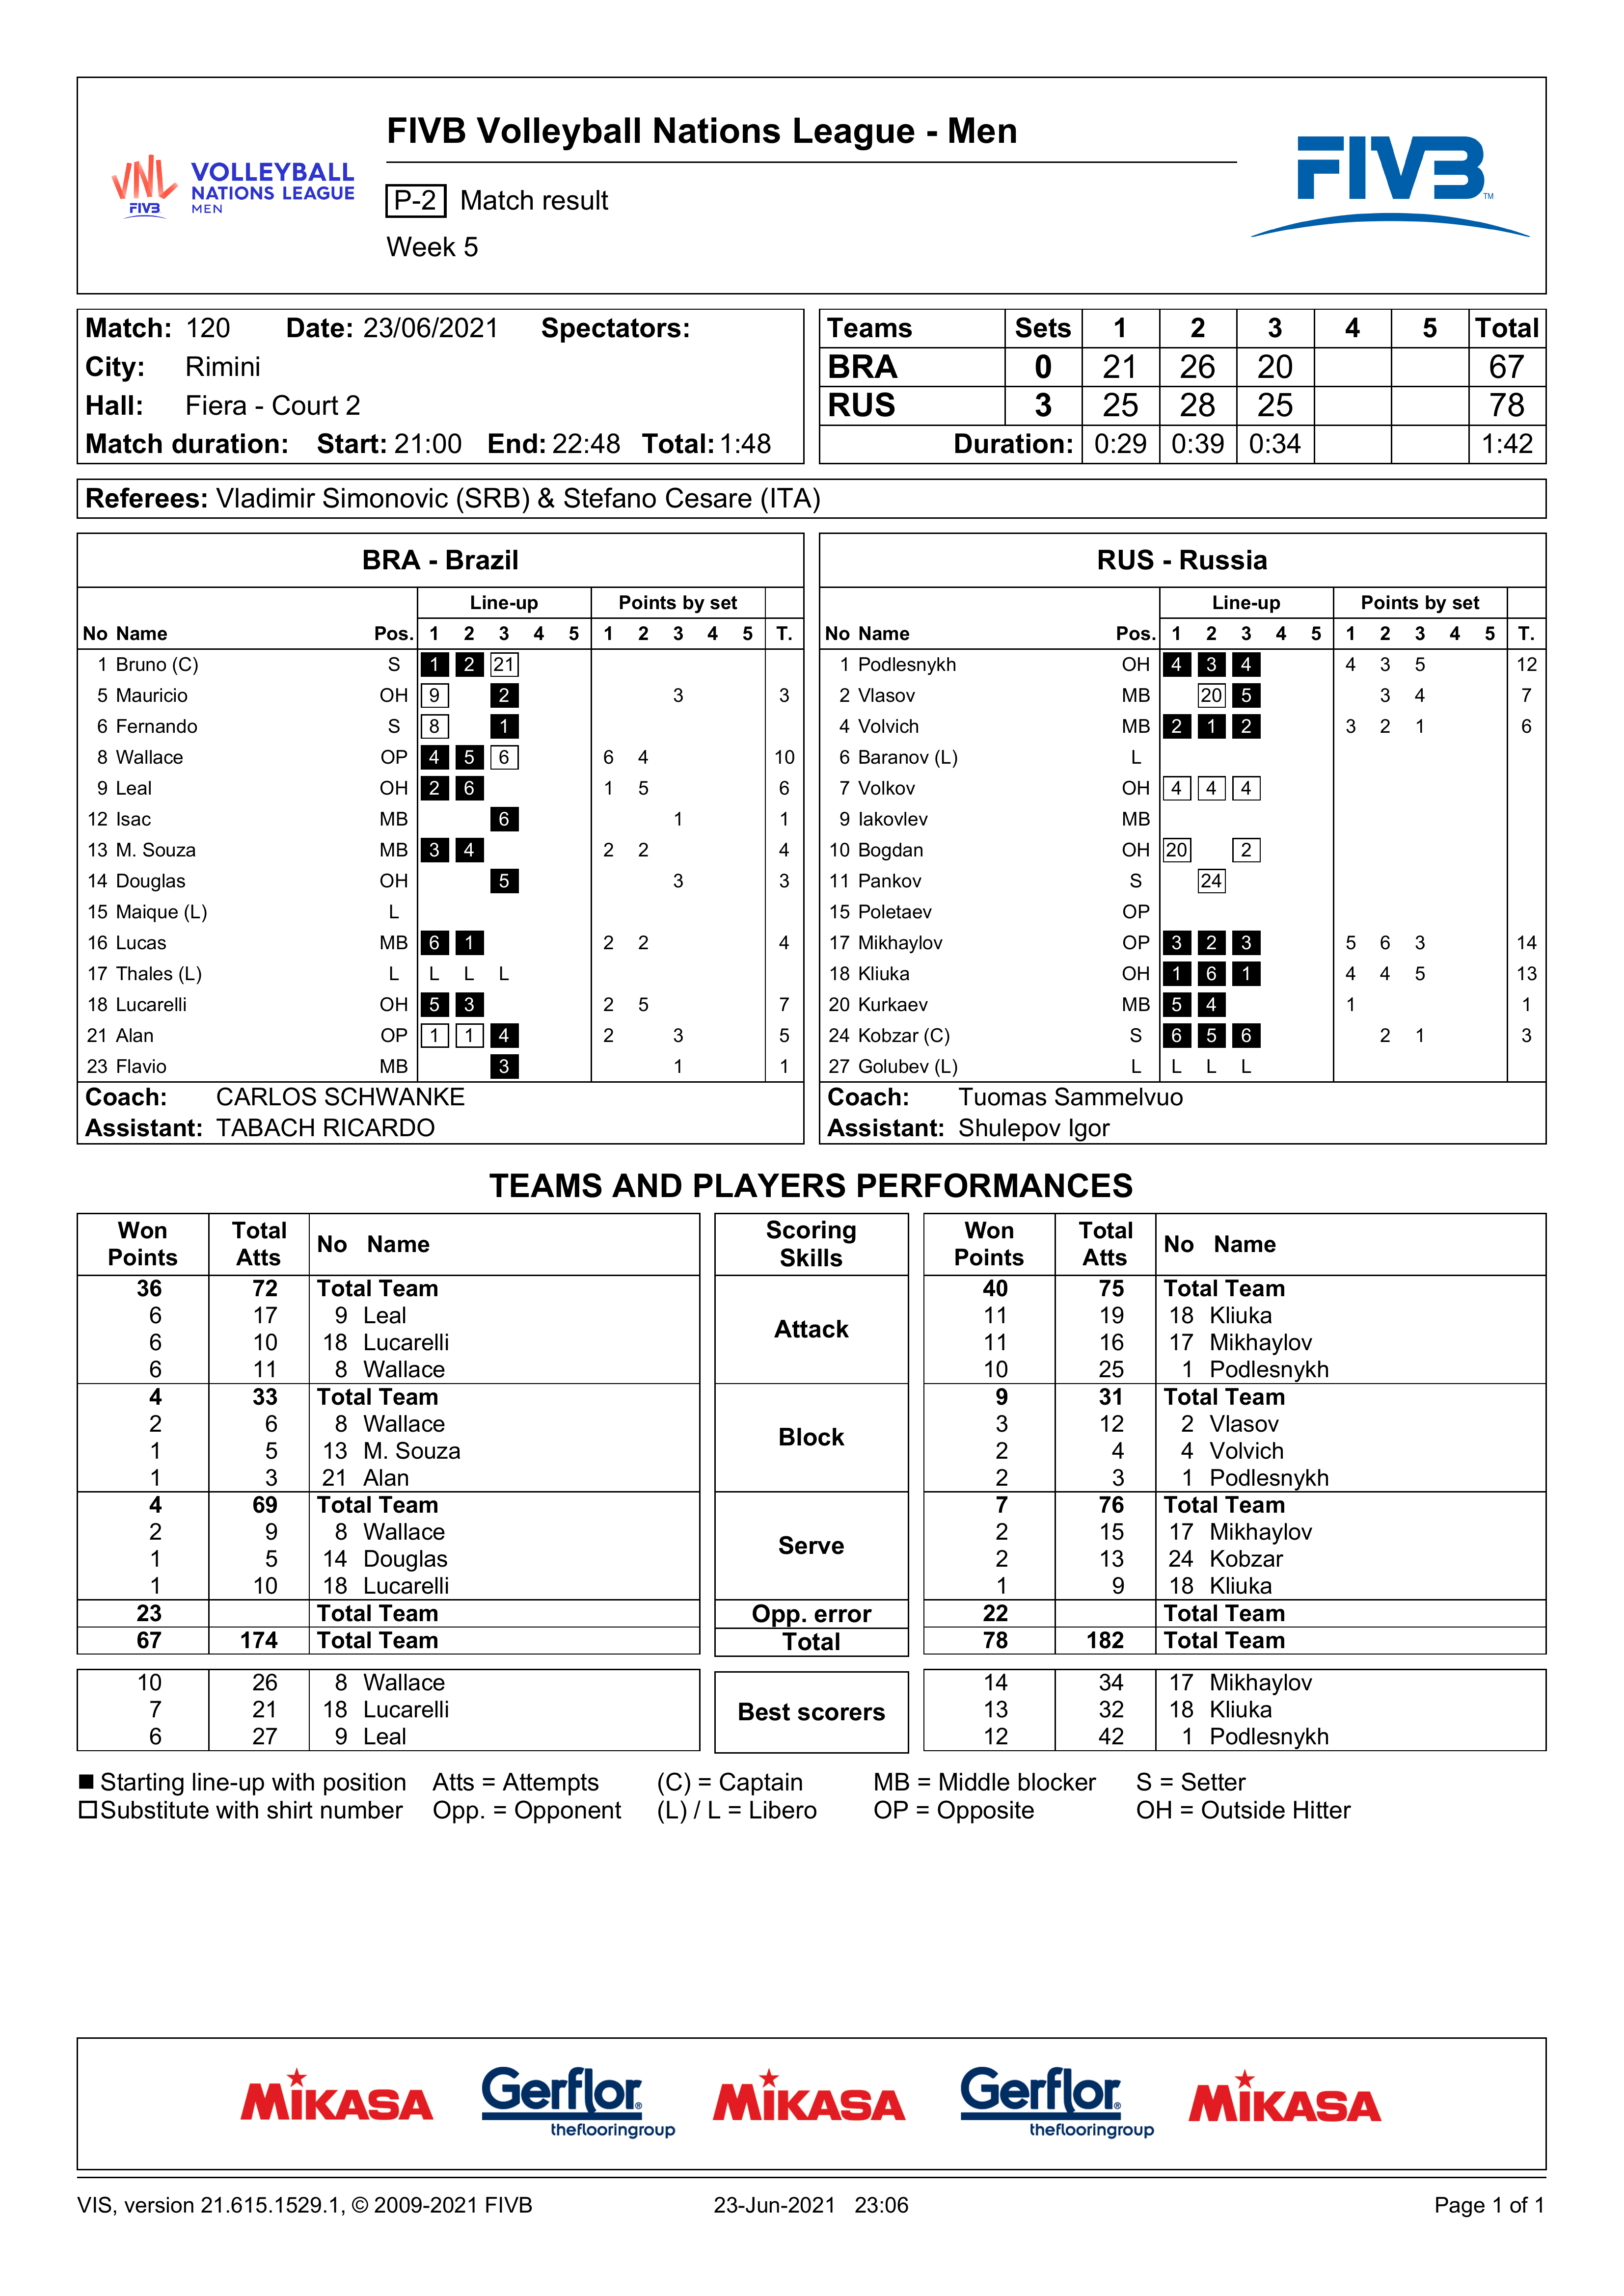 FIVB Volleyball Nations League - Men
VNL FIVB VOLLEYBALL NATIONS LEAGUE MEN
P-2 Match result
Week 5
FIVB TM
Match: 120 Date: 23/06/2021 Spectators:
City: Rimini
Hall: Fiera - Court 2
Match duration: Start: 21:00 End: 22:48 Total: 1:48
Teams Sets 1 2 3 4 5 Total
BRA 0 21 26 20 67
RUS 3 25 28 25 78
Duration: 0:29 0:39 0:34 1:42
Referees: Vladimir Simonovic (SRB) & Stefano Cesare (ITA)
BRA - Brazil
Line-up Points by set
No Name Pos. 1 2 3 4 5 1 2 3 4 5 T.
1 Bruno (C) S 1 2 21
5 Mauricio OH 9 2 3 3
6 Fernando S 8 1
8 Wallace OP 4 5 6 6 4 10
9 Leal OH 2 6 1 5 6
12 Isac MB 6 1 1
13 M. Souza MB 3 4 2 2 4
14 Douglas OH 5 3 3
15 Maique (L) L
16 Lucas MB 6 1 2 2 4
17 Thales (L) L L L L
18 Lucarelli OH 5 3 2 5 7
21 Alan OP 1 1 4 2 3 5
23 Flavio MB 3 1 1
Coach: CARLOS SCHWANKE
Assistant: TABACH RICARDO
RUS - Russia
Line-up Points by set
No Name Pos. 1 2 3 4 5 1 2 3 4 5 T.
1 Podlesnykh OH 4 3 4 4 3 5 12
2 Vlasov MB 20 5 3 4 7
4 Volvich MB 2 1 2 3 2 1 6
6 Baranov (L) L
7 Volkov OH 4 4 4
9 Iakovlev MB
10 Bogdan OH 20 2
11 Pankov S 24
15 Poletaev OP
17 Mikhaylov OP 3 2 3 5 6 3 14
18 Kliuka OH 1 6 1 4 4 5 13
20 Kurkaev MB 5 4 1 1
24 Kobzar (C) S 6 5 6 2 1 3
27 Golubev (L) L L L L
Coach: Tuomas Sammelvuo
Assistant: Shulepov Igor
TEAMS AND PLAYERS PERFORMANCES
Won Points Total Atts No Name Scoring Skills Won Points Total Atts No Name
36 72 Total Team Attack 40 75 Total Team
6 17 9 Leal 11 19 18 Kliuka
6 10 18 Lucarelli 11 16 17 Mikhaylov
6 11 8 Wallace 10 25 1 Podlesnykh
4 33 Total Team Block 9 31 Total Team
2 6 8 Wallace 3 12 2 Vlasov
1 5 13 M. Souza 2 4 4 Volvich
1 3 21 Alan 2 3 1 Podlesnykh
4 69 Total Team Serve 7 76 Total Team
2 9 8 Wallace 2 15 17 Mikhaylov
1 5 14 Douglas 2 13 24 Kobzar
1 10 18 Lucarelli 1 9 18 Kliuka
23 Total Team Opp. error 22 Total Team
67 174 Total Team Total 78 182 Total Team
10 26 8 Wallace Best scorers 14 34 17 Mikhaylov
7 21 18 Lucarelli 13 32 18 Kliuka
6 27 9 Leal 12 42 1 Podlesnykh
Starting line-up with position Atts = Attempts (C) = Captain MB = Middle blocker S = Setter
Substitute with shirt number Opp. = Opponent (L) / L = Libero OP = Opposite OH = Outside Hitter
MIKASA Gerflor® theflooringgroup MIKASA Gerflor® theflooringgroup MIKASA
VIS, version 21.615.1529.1, © 2009-2021 FIVB 23-Jun-2021 23:06 Page 1 of 1